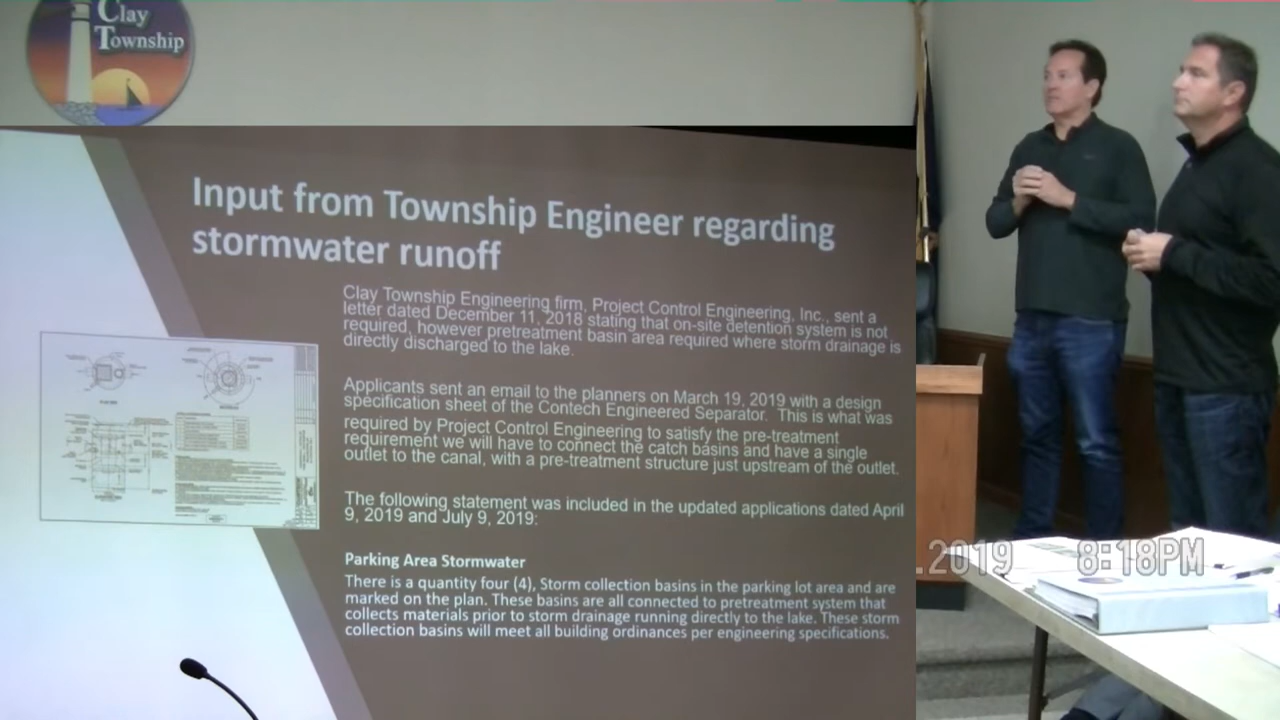 Clay
Township
Input from Township Engineer regarding
stormwater runoff
Clay Township Engineering firm, Project Control Engineering, Inc., sent a
letter dated December 11, 2018 stating that on-site detention system is not
required, however pretreatment basin area required where storm drainage is
directly discharged to the lake.
Applicants sent an email to the planners on March 19, 2019 with a design
specification sheet of the Contech Engineered Separator. This is what was
required by Project Control Engineering to satisfy the pre-treatment
requirement we will have to connect the catch basins and have a single
outlet to the canal, with a pre-treatment structure just upstream of the outlet.
The following statement was included in the updated applications dated April
9, 2019 and July 9, 2019:
Parking Area Stormwater
There is a quantity four (4), Storm collection basins in the parking lot area and are
marked on the plan. These basins are all connected to pretreatment system that
collects materials prior to storm drainage running directly to the lake. These storm
collection basins will meet all building ordinances per engineering specifications.
.2019 8:18PM